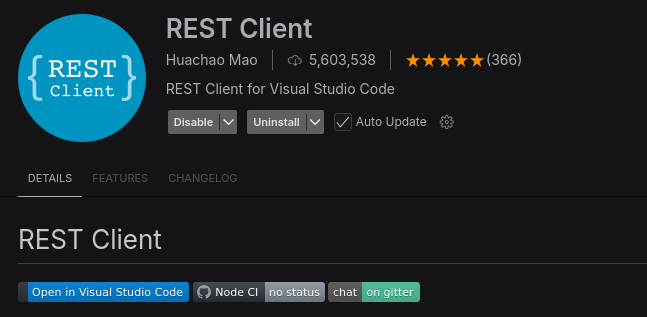 REST Client
{ REST }
Client
Huachao Mao 5,603,538 ★★★★★(366)
REST Client for Visual Studio Code
Disable Uninstall Auto Update
DETAILS FEATURES CHANGELOG
REST Client
Open in Visual Studio Code Node CI no status chat on gitter